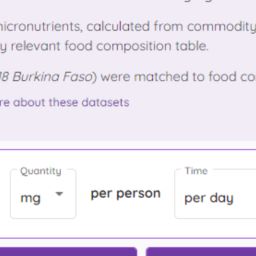 micronutrients, calculated from commodity
y relevant food composition table.
18 Burkina Faso) were matched to food co
re about these datasets
Quantity
Time
mg
per person
per day